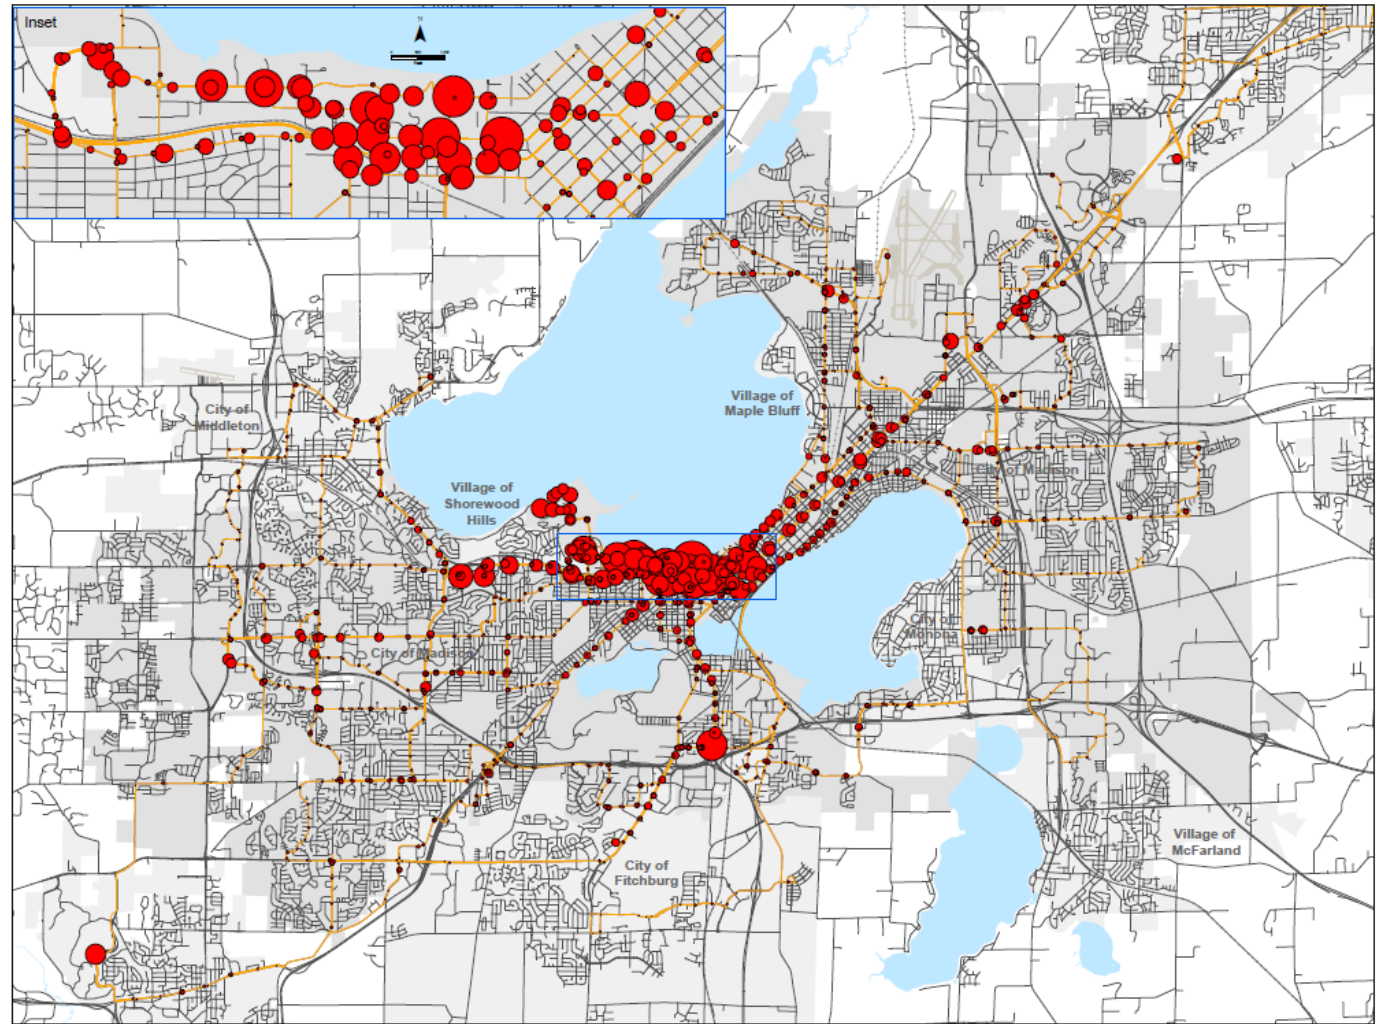 Inset
N
Feet
Village of
Maple Bluff
City of
Middleton
City of Madison
Village of
Shorewood
Hills
City of
Monona
City of Madison
Village of
McFarland
City of
Fitchburg